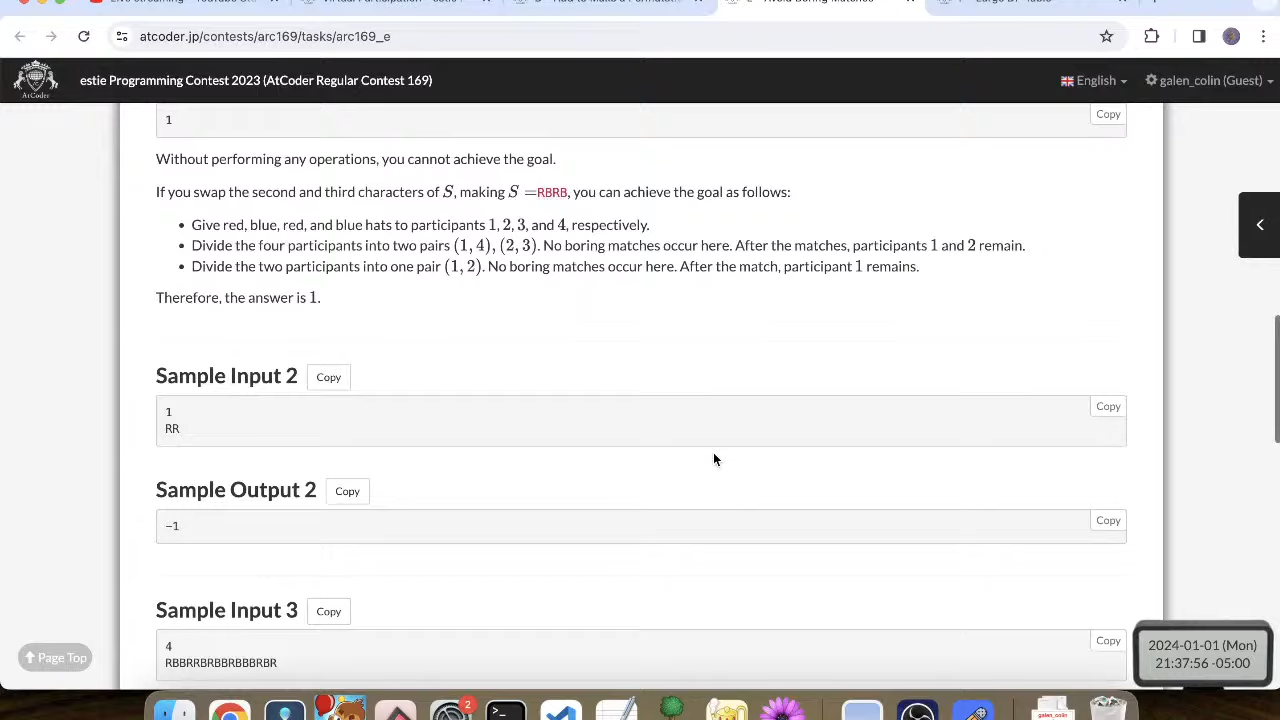 atcoder.jp/contests/arc169/tasks/arc169_e
AtCoder
estie Programming Contest 2023 (AtCoder Regular Contest 169)
English
galen_colin (Guest)
1
Copy
Without performing any operations, you cannot achieve the goal.
If you swap the second and third characters of S, making S =RBRB, you can achieve the goal as follows:
• Give red, blue, red, and blue hats to participants 1, 2, 3, and 4, respectively.
• Divide the four participants into two pairs (1, 4), (2, 3). No boring matches occur here. After the matches, participants 1 and 2 remain.
• Divide the two participants into one pair (1, 2). No boring matches occur here. After the match, participant 1 remains.
Therefore, the answer is 1.
Sample Input 2
Copy
1
RR
Copy
Sample Output 2
Copy
-1
Copy
Sample Input 3
Copy
4
RBBRRBRBBRBBBRBR
Copy
Page Top
2024-01-01 (Mon)
21:37:56 -05:00
2
galen_colin